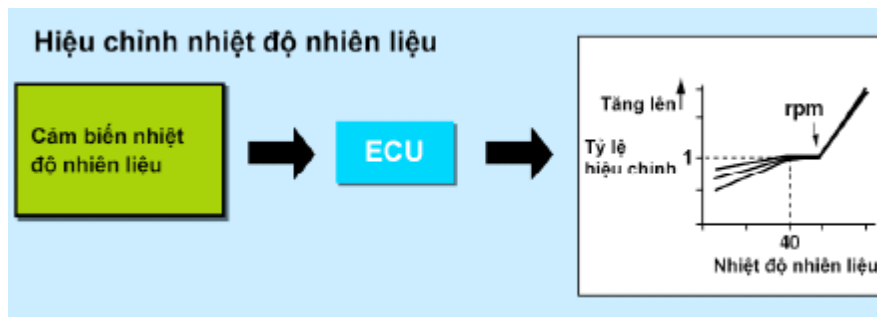 Hiệu chỉnh nhiệt độ nhiên liệu
Cảm biến nhiệt
độ nhiên liệu
ECU
Tăng lên
rpm
Tỷ lệ
hiệu chỉnh
1
40
Nhiệt độ nhiên liệu